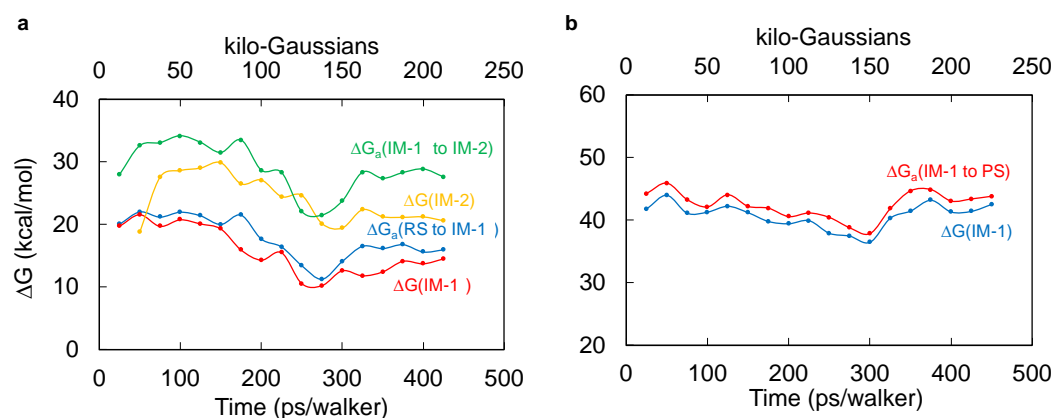 a
kilo-Gaussians
0 50 100 150 200 250
40
30
20
10
0
ΔG (kcal/mol)
ΔGa(IM-1 to IM-2)
ΔG(IM-2)
ΔGa(RS to IM-1 )
ΔG(IM-1 )
0 100 200 300 400 500
Time (ps/walker)
b
kilo-Gaussians
0 50 100 150 200 250
60
50
40
30
20
ΔGa(IM-1 to PS)
ΔG(IM-1)
0 100 200 300 400 500
Time (ps/walker)